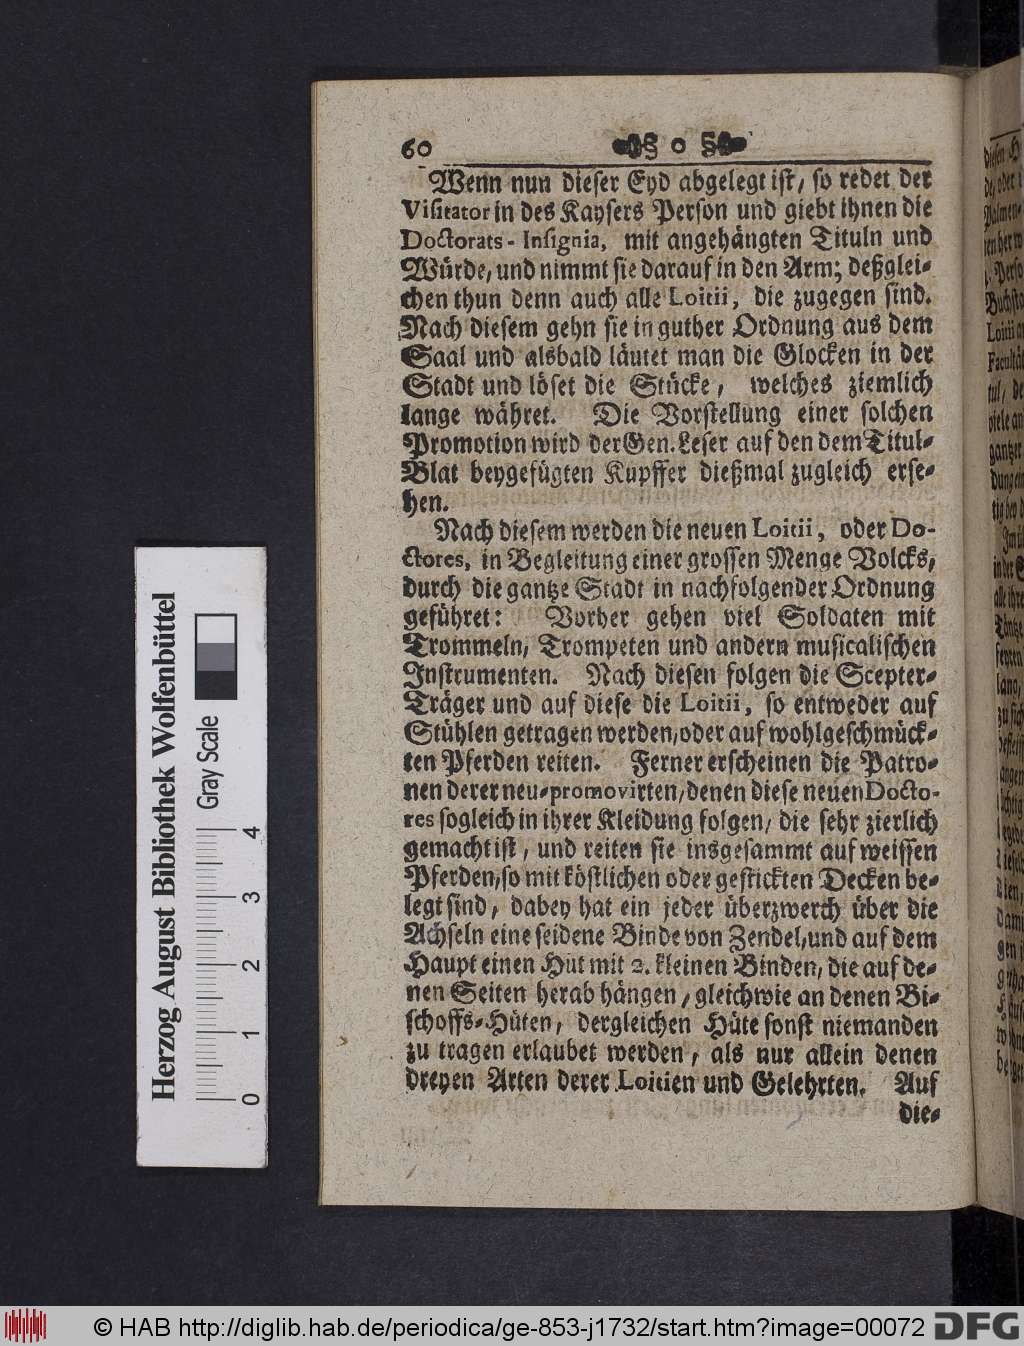 60 §o§
Wenn nun dieser Eyd abgelegt ist, so redet der
Visitator in des Kaysers Person und giebt ihnen die
Doctorats-Insignia, mit angehängten Tituln und
Würde, und nimmt sie darauf in den Arm; deßglei-
chen thun denn auch alle Loitii, die zugegen sind.
Nach diesem gehn sie in guther Ordnung aus dem
Saal und alsbald läutet man die Glocken in der
Stadt und löset die Stücke, welches ziemlich
lange währet. Die Vorstellung einer solchen
Promotion wird der Gen. Leser auf den dem Titul-
Blat beygefügten Kupffer dießmal zugleich erse-
hen.
Nach diesem werden die neuen Loitii, oder Do-
ctores, in Begleitung einer grossen Menge Volcks,
durch die gantze Stadt in nachfolgender Ordnung
geführet: Vorher gehen viel Soldaten mit
Trommeln, Trompeten und andern musicalischen
Instrumenten. Nach diesen folgen die Scepter-
Träger und auf diese die Loitii, so entweder auf
Stühlen getragen werden, oder auf wohlgeschmück-
ten Pferden reiten. Ferner erscheinen die Patro-
nen derer neu-promovirten, denen diese neuen Docto-
res sogleich in ihrer Kleidung folgen, die sehr zierlich
gemacht ist, und reiten sie insgesammt auf weissen
Pferden, so mit köstlichen oder gestickten Decken be-
legt sind, dabey hat ein jeder überzwerch über die
Achseln eine seidene Binde von Zendel, und auf dem
Haupt einen Hut mit 2. kleinen Binden, die auf de-
nen Seiten herab hängen, gleichwie an denen Bi-
schoffs-Hüten, dergleichen Hüte sonst niemanden
zu tragen erlaubet werden, als nur allein denen
dreyen Arten derer Loitien und Gelehrten. Auf
die-
Herzog August Bibliothek Wolfenbüttel
Gray Scale
0 1 2 3 4
© HAB http://diglib.hab.de/periodica/ge-853-j1732/start.htm?image=00072
DFG